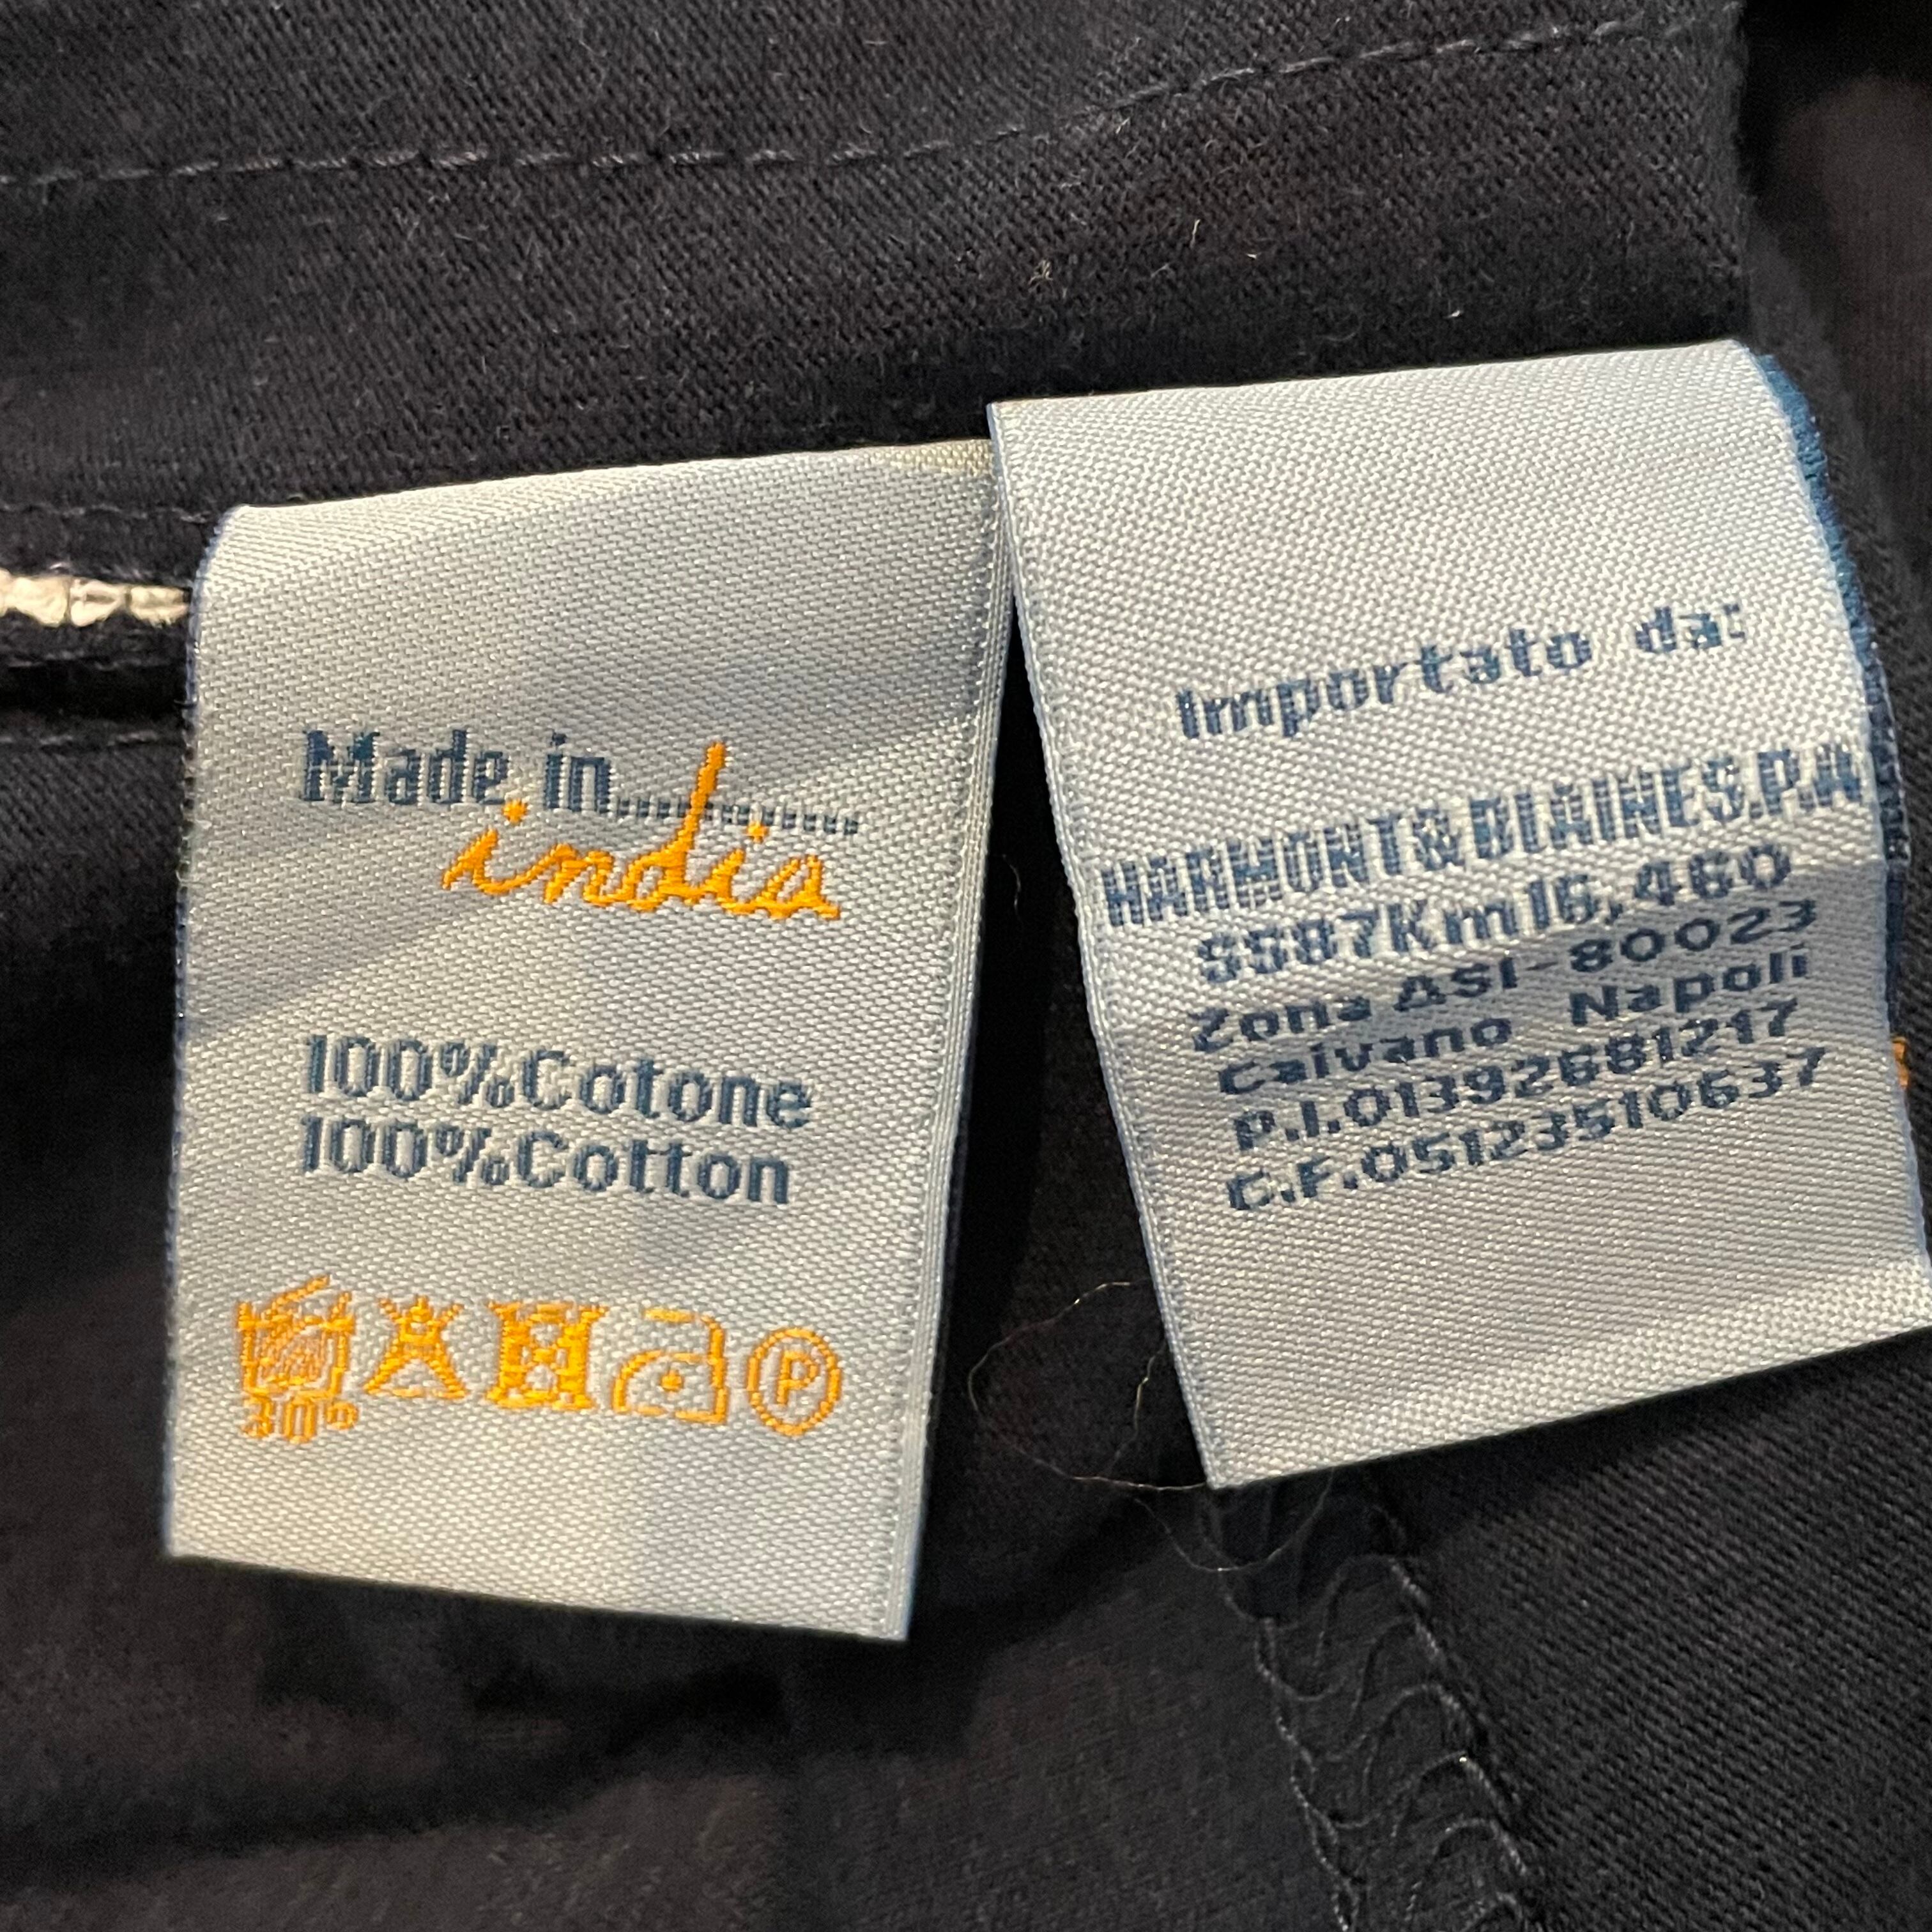 Made in............
india
100%Cotone
100%Cotton
30°
P
Importato da:
HARMONT&BLAINES.P.A
SS87Km16,460
Zona ASI-80023
Caivano Napoli
P.I.01392681217
C.F.05123510637